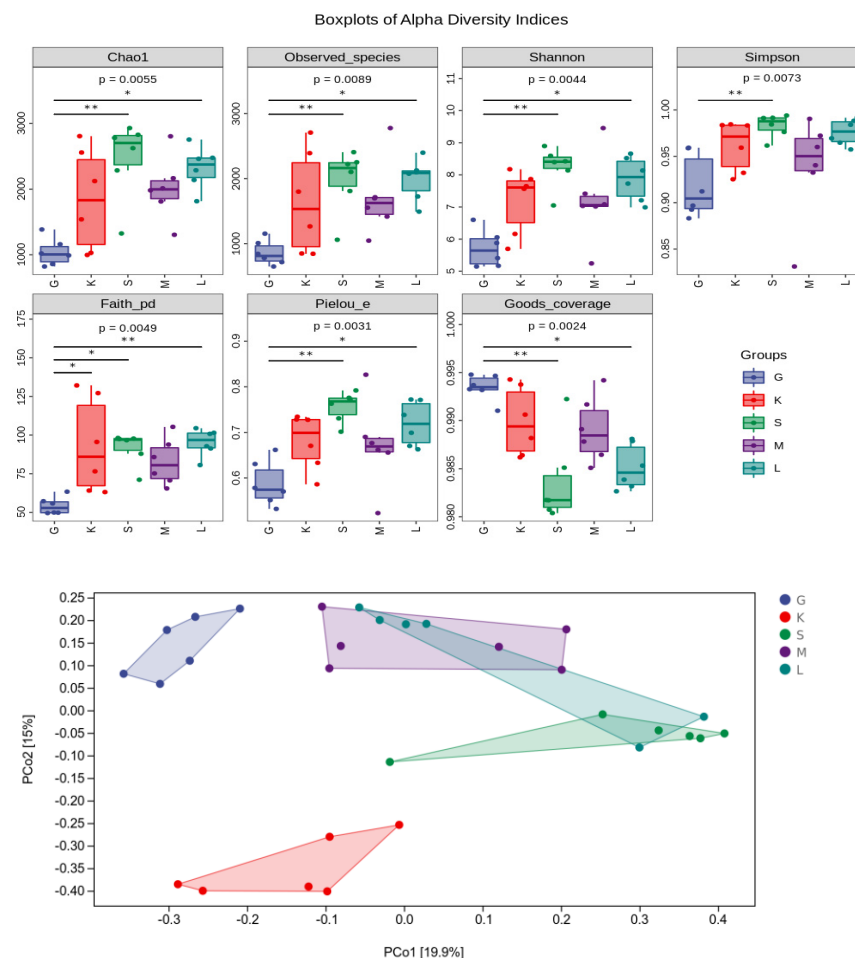 Boxplots of Alpha Diversity Indices
Chao1
p = 0.0055
*
**
1000
2000
3000
G K S M L
Observed_species
p = 0.0089
*
**
1000
2000
3000
G K S M L
Shannon
p = 0.0044
*
**
5 6 7 8 9 10 11
G K S M L
Simpson
p = 0.0073
**
0.85 0.90 0.95 1.00
G K S M L
Faith_pd
p = 0.0049
**
*
*
50 75 100 125 150 175
G K S M L
Pielou_e
p = 0.0031
*
**
0.6 0.7 0.8 0.9
G K S M L
Goods_coverage
p = 0.0024
*
**
0.980 0.985 0.990 0.995 1.000
G K S M L
Groups
G
K
S
M
L
0.25
0.20
0.15
0.10
0.05
0.00
-0.05
-0.10
-0.15
-0.20
-0.25
-0.30
-0.35
-0.40
PCo2 [15%]
-0.3 -0.2 -0.1 0.0 0.1 0.2 0.3 0.4
PCo1 [19.9%]
G
K
S
M
L